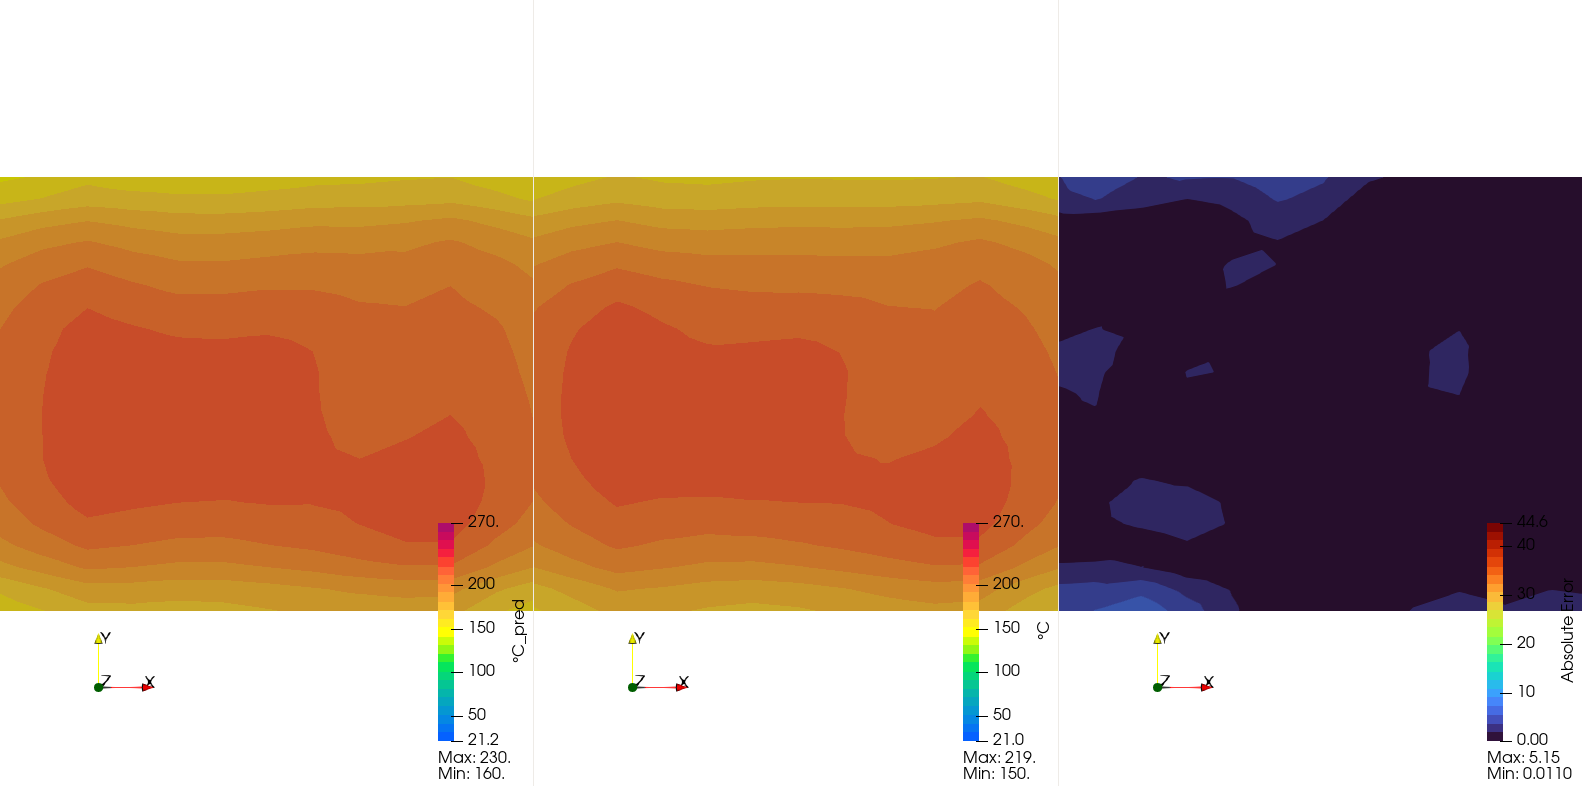 270.
200
150
100
50
21.2
°C_pred
Max: 230.
Min: 160.
Y
Z
X
270.
200
150
100
50
21.0
°C
Max: 219.
Min: 150.
Y
Z
X
44.6
40
30
20
10
0.00
Absolute Error
Max: 5.15
Min: 0.0110
Y
Z
X